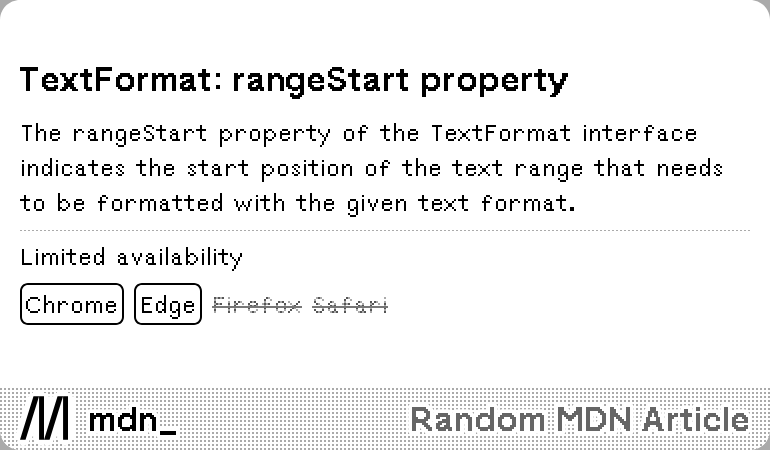 TextFormat: rangeStart property
The rangeStart property of the TextFormat interface
indicates the start position of the text range that needs
to be formatted with the given text format.
Limited availability
Chrome Edge Firefox Safari
mdn_ Random MDN Article